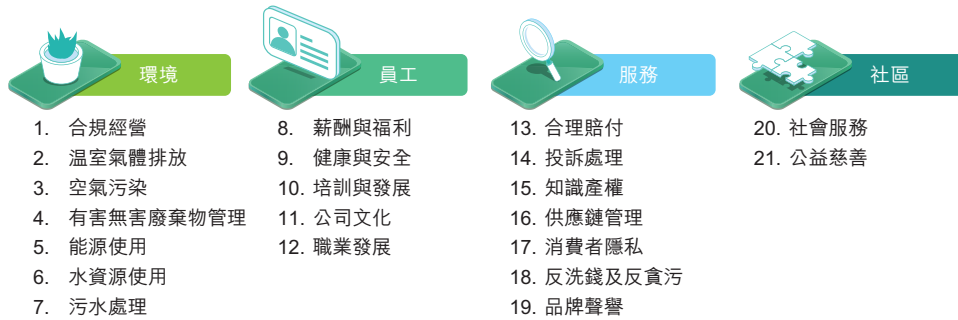 環境
1. 合規經營
2. 温室氣體排放
3. 空氣污染
4. 有害無害廢棄物管理
5. 能源使用
6. 水資源使用
7. 污水處理
員工
8. 薪酬與福利
9. 健康與安全
10. 培訓與發展
11. 公司文化
12. 職業發展
服務
13. 合理賠付
14. 投訴處理
15. 知識產權
16. 供應鏈管理
17. 消費者隱私
18. 反洗錢及反貪污
19. 品牌聲譽
社區
20. 社會服務
21. 公益慈善